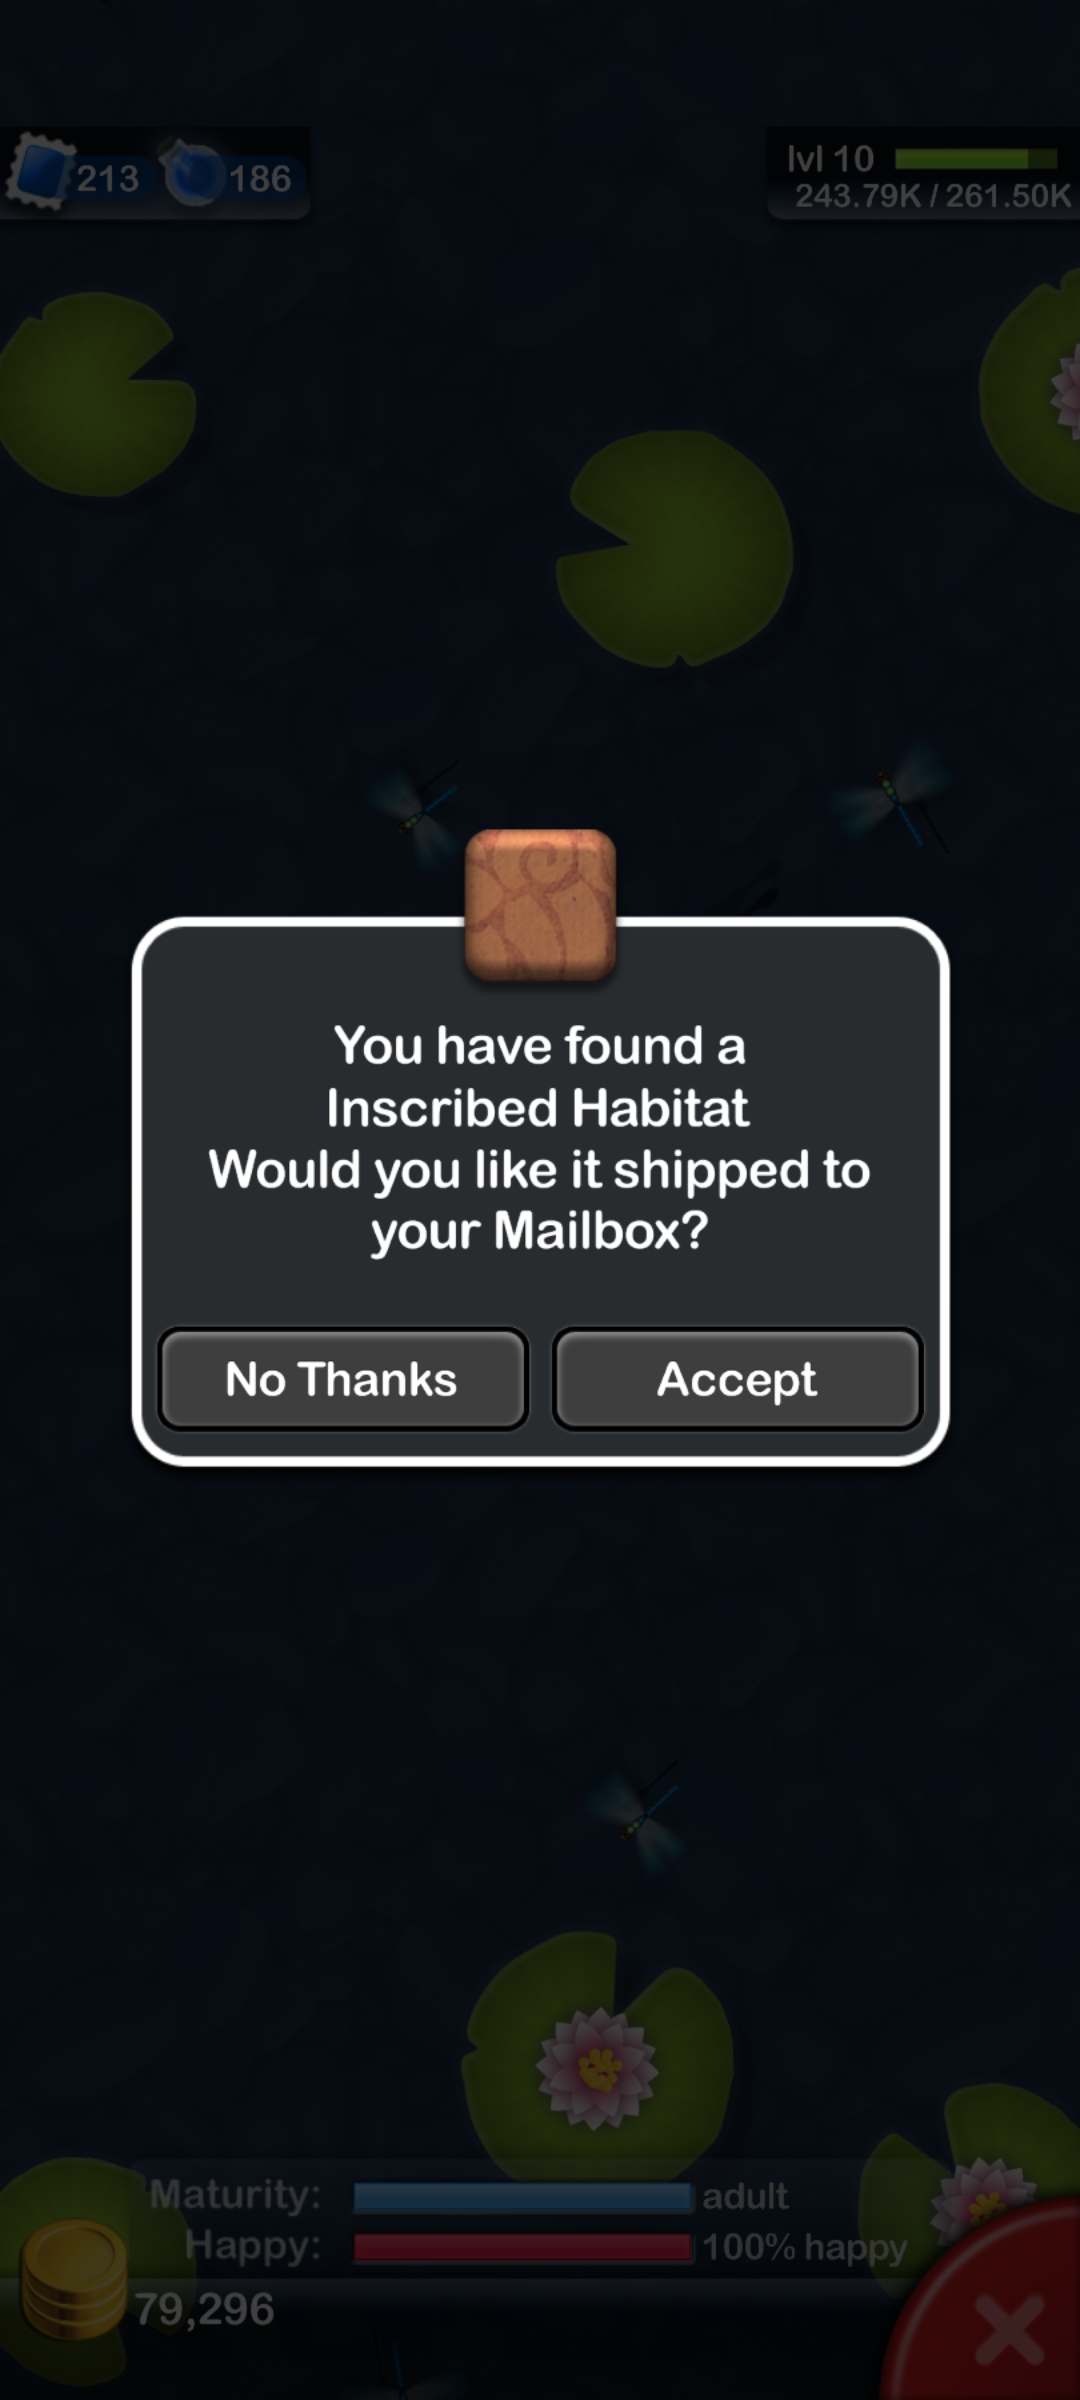 213 186
lvl 10
243.79K / 261.50K
You have found a
Inscribed Habitat
Would you like it shipped to
your Mailbox?
No Thanks Accept
Maturity: adult
Happy: 100% happy
79,296